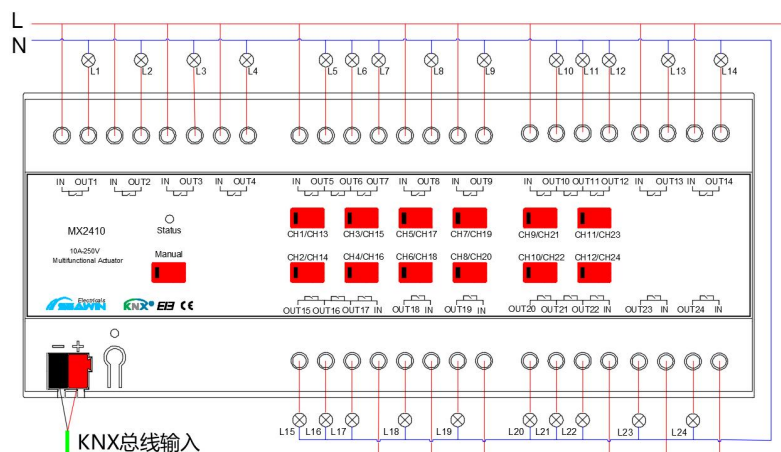 L
N
L1 L2 L3 L4 L5 L6 L7 L8 L9 L10 L11 L12 L13 L14
IN OUT1 IN OUT2 IN OUT3 IN OUT4 IN OUT5 OUT6 OUT7 IN OUT8 IN OUT9 IN OUT10 OUT11 OUT12 IN OUT13 IN OUT14
MX2410
Status
CH1/CH13 CH3/CH15 CH5/CH17 CH7/CH19 CH9/CH21 CH11/CH23
10A-250V
Multifunctional Actuator
Manual
CH2/CH14 CH4/CH16 CH6/CH18 CH8/CH20 CH10/CH22 CH12/CH24
Electricals
SEAWIN
KNX® EIB CE
OUT15 OUT16 OUT17 IN OUT18 IN OUT19 IN OUT20 OUT21 OUT22 IN OUT23 IN OUT24 IN
− +
L15 L16 L17 L18 L19 L20 L21 L22 L23 L24
KNX总线输入